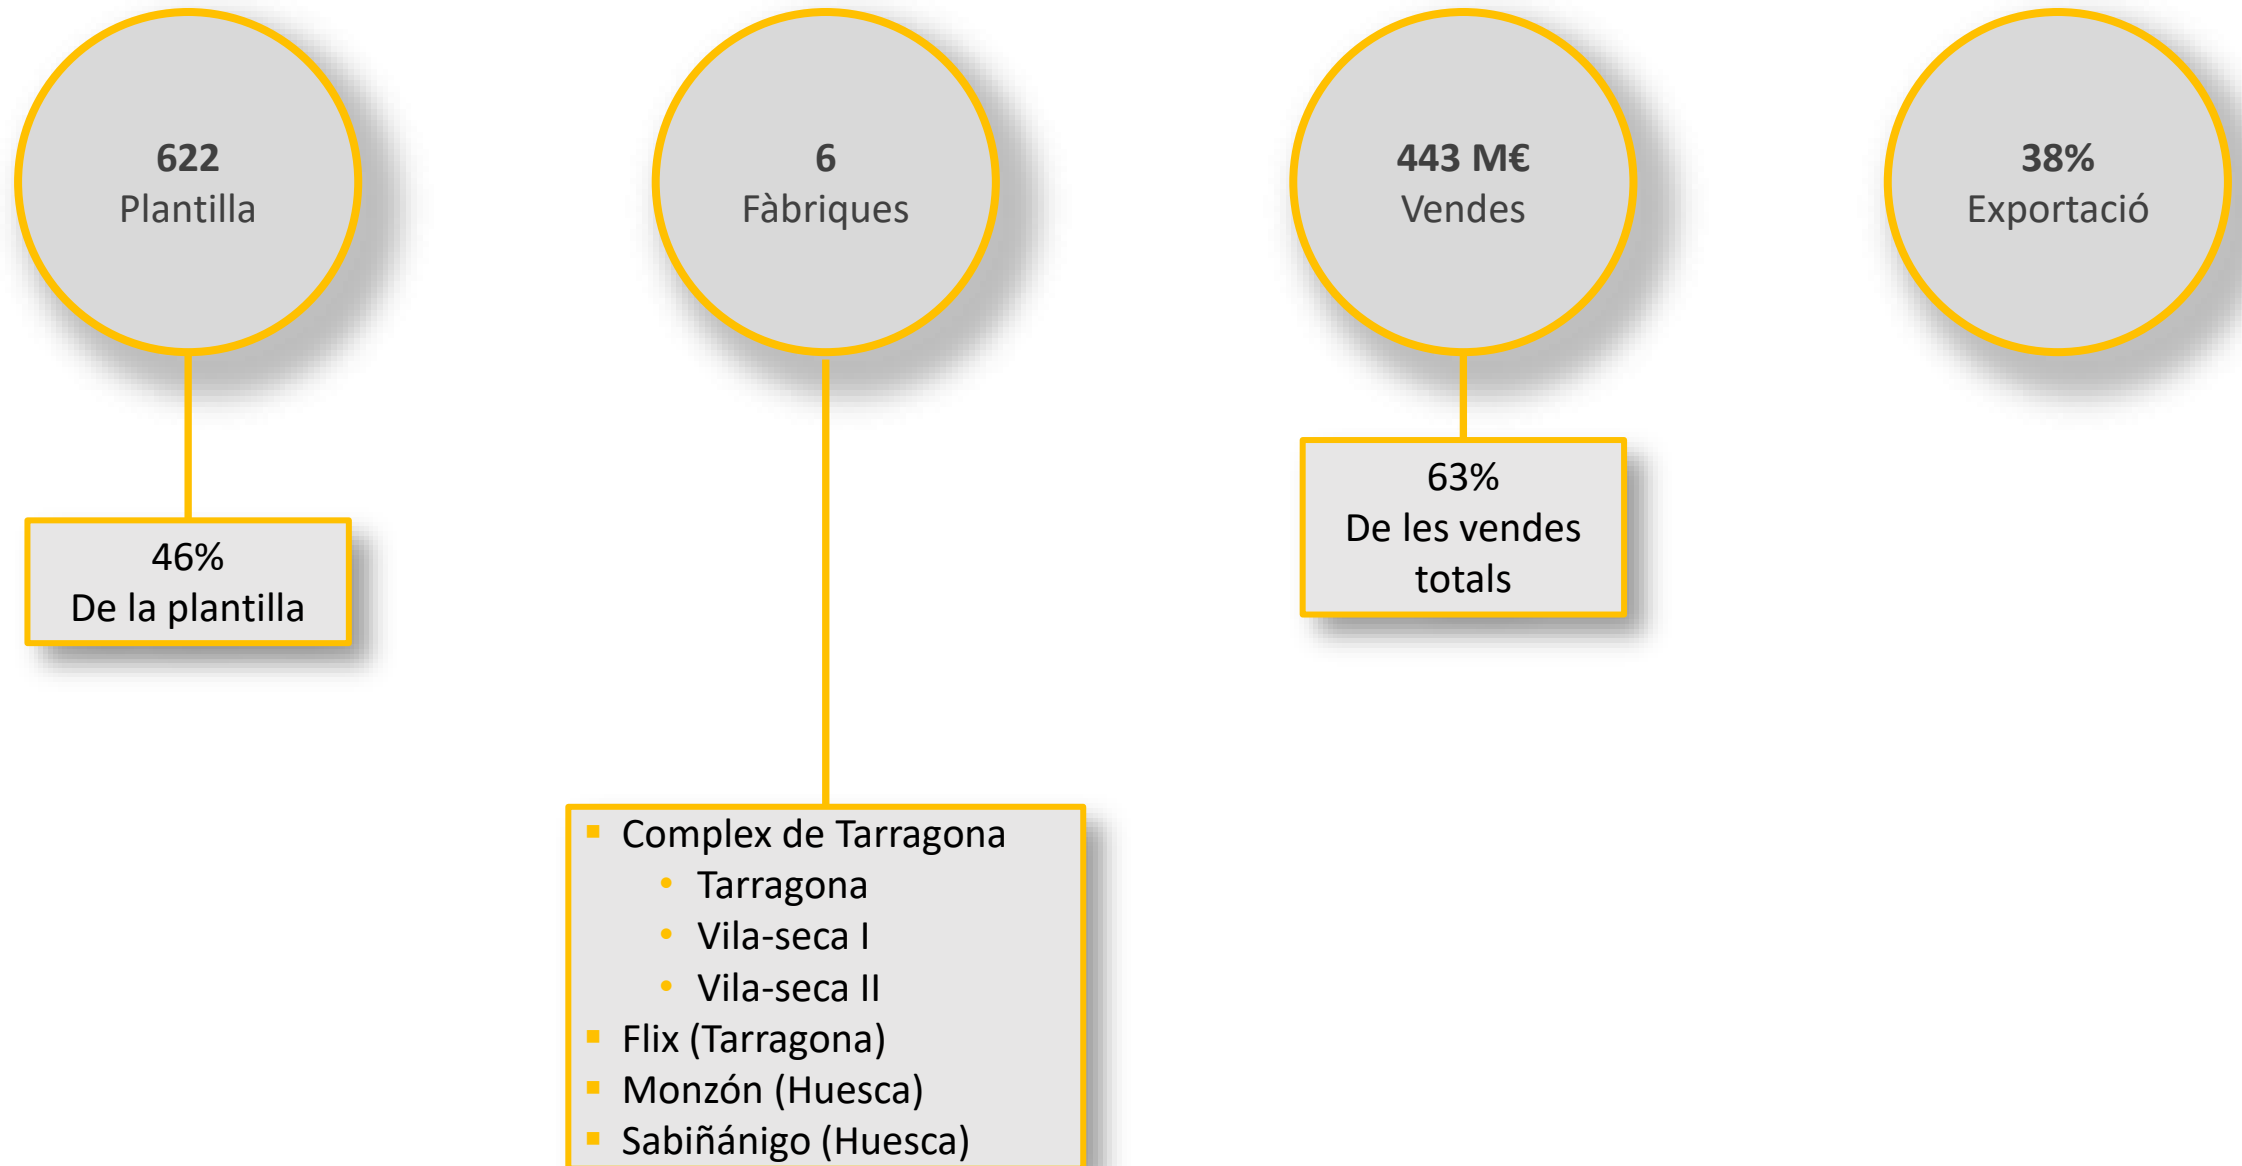 622
Plantilla
46%
De la plantilla
6
Fàbriques
Complex de Tarragona
Tarragona
Vila-seca I
Vila-seca II
Flix (Tarragona)
Monzón (Huesca)
Sabiñánigo (Huesca)
443 M€
Vendes
63%
De les vendes
totals
38%
Exportació